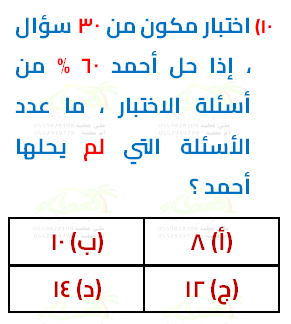 ١٠) اختبار مكون من ٣٠ سؤال
، إذا حل أحمد ٦٠ % من
أسئلة الاختبار ، ما عدد
الأسئلة التي لم يحلها
أحمد ؟
(أ) ٨
(ب) ١٠
(ج) ١٢
(د) ١٤